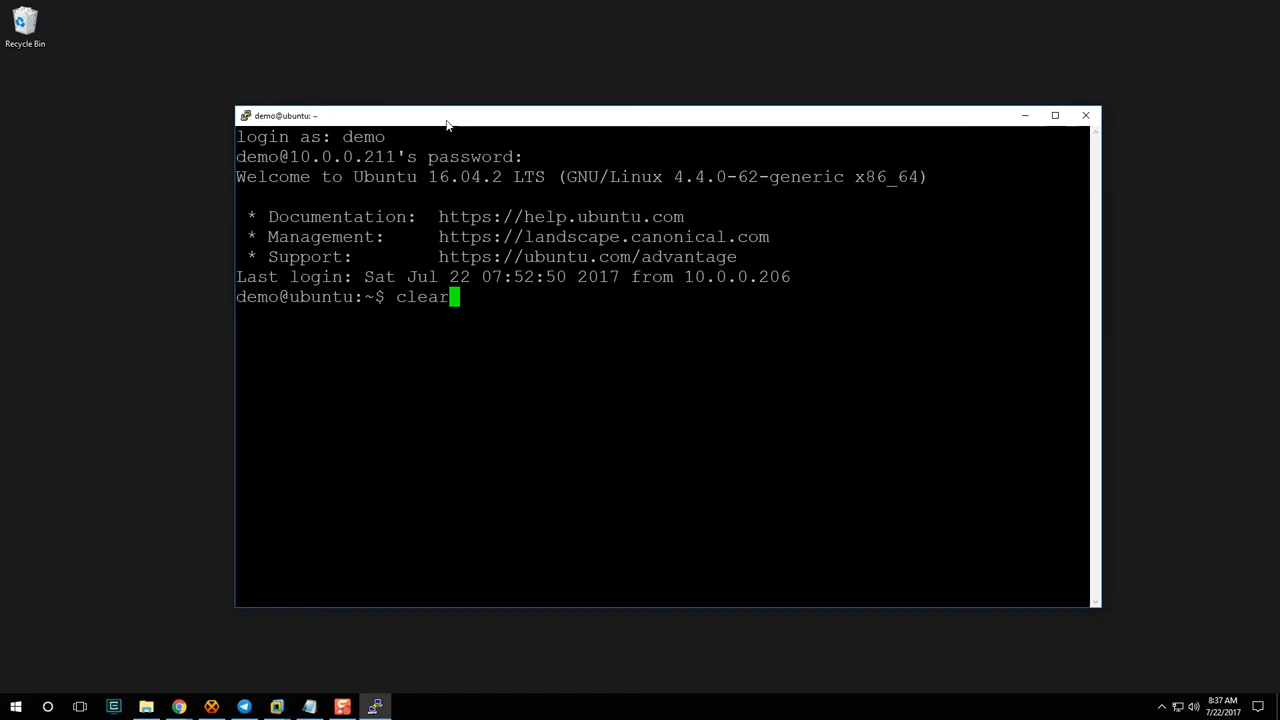 Recycle Bin
demo@ubuntu: ~
login as: demo
demo@10.0.0.211's password:
Welcome to Ubuntu 16.04.2 LTS (GNU/Linux 4.4.0-62-generic x86_64)
* Documentation: https://help.ubuntu.com
* Management: https://landscape.canonical.com
* Support: https://ubuntu.com/advantage
Last login: Sat Jul 22 07:52:50 2017 from 10.0.0.206
demo@ubuntu:~$ clear
8:37 AM
7/22/2017